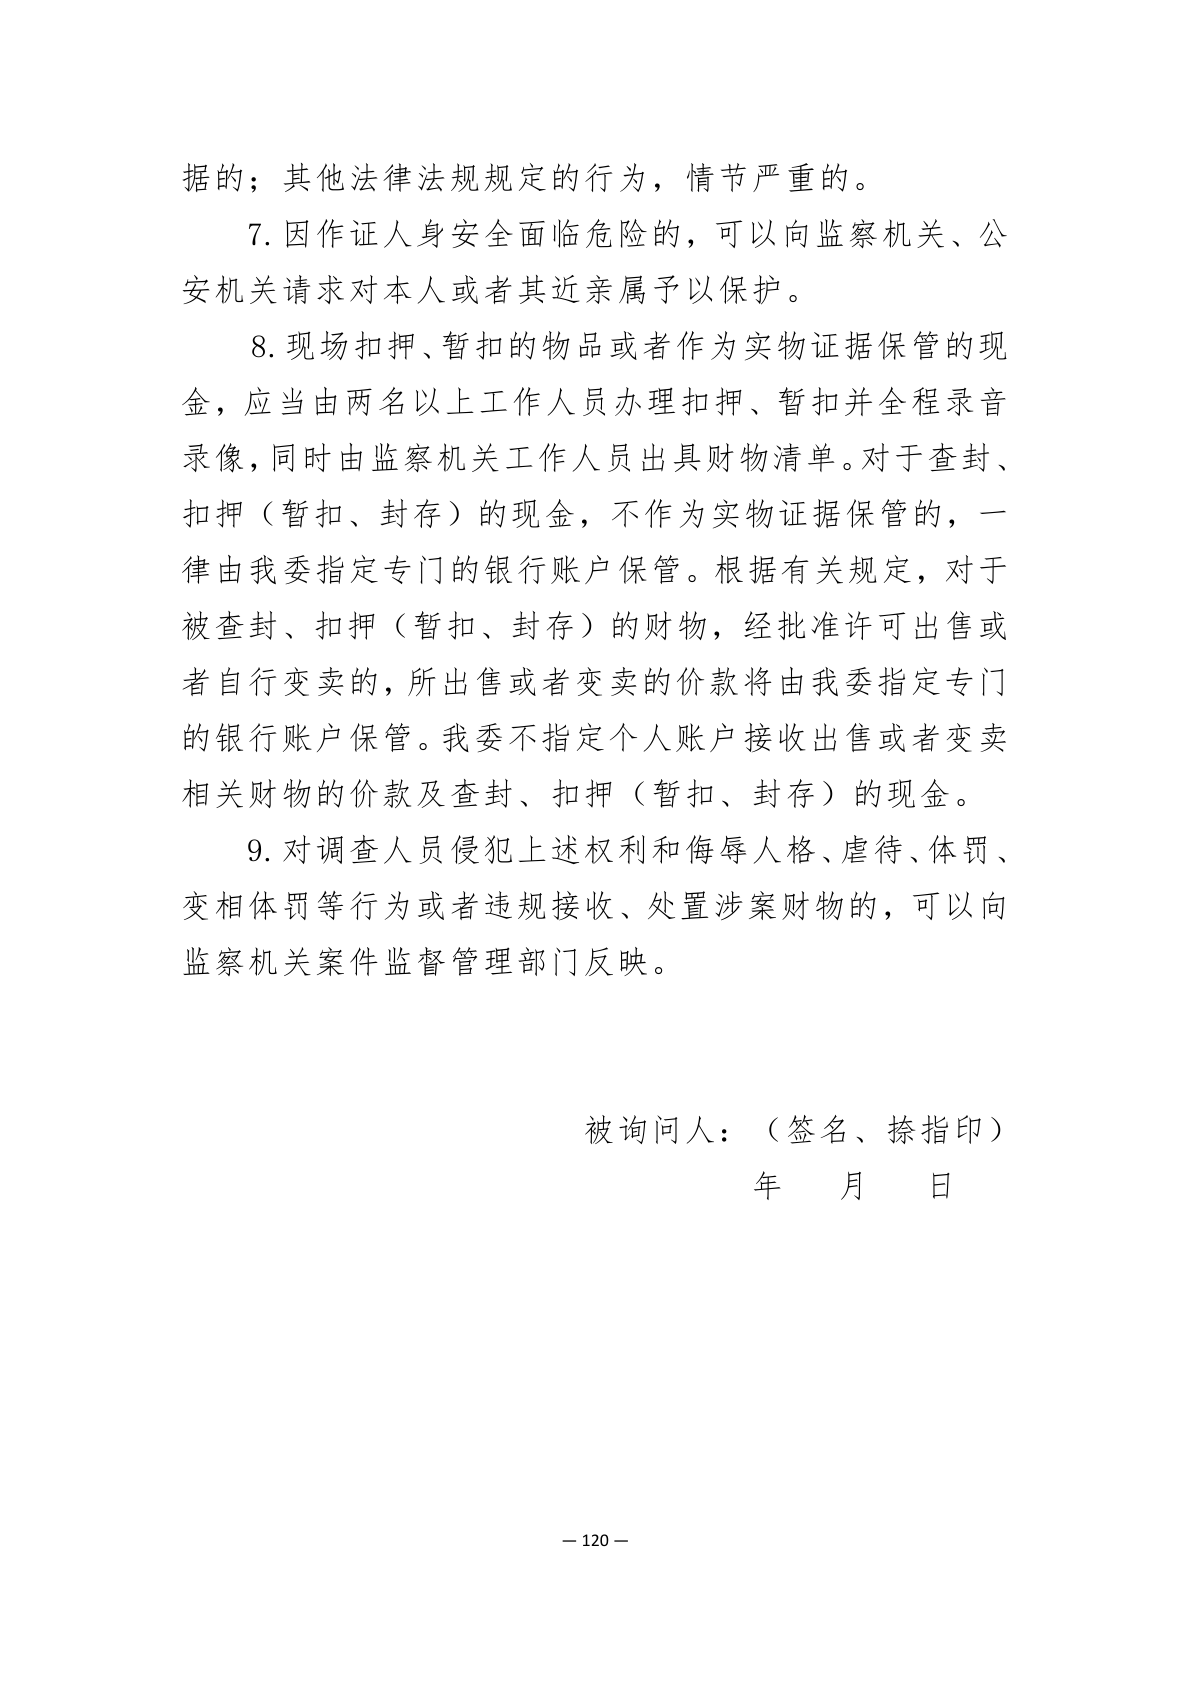 据的；其他法律法规规定的行为，情节严重的。
7.因作证人身安全面临危险的，可以向监察机关、公
安机关请求对本人或者其近亲属予以保护。
8.现场扣押、暂扣的物品或者作为实物证据保管的现
金，应当由两名以上工作人员办理扣押、暂扣并全程录音
录像，同时由监察机关工作人员出具财物清单。对于查封、
扣押（暂扣、封存）的现金，不作为实物证据保管的，一
律由我委指定专门的银行账户保管。根据有关规定，对于
被查封、扣押（暂扣、封存）的财物，经批准许可出售或
者自行变卖的，所出售或者变卖的价款将由我委指定专门
的银行账户保管。我委不指定个人账户接收出售或者变卖
相关财物的价款及查封、扣押（暂扣、封存）的现金。
9.对调查人员侵犯上述权利和侮辱人格、虐待、体罚、
变相体罚等行为或者违规接收、处置涉案财物的，可以向
监察机关案件监督管理部门反映。
被询问人：（签名、捺指印）
年 月 日
— 120 —